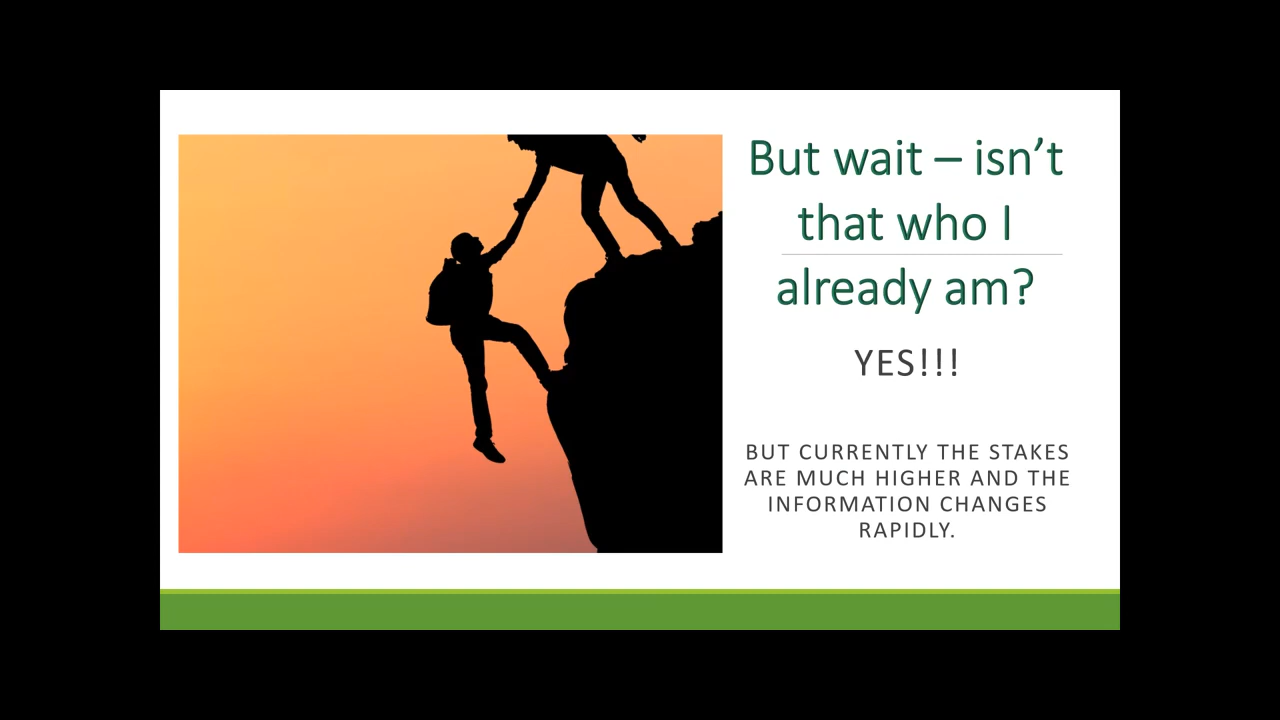 But wait – isn’t
that who I
already am?
YES!!!
BUT CURRENTLY THE STAKES
ARE MUCH HIGHER AND THE
INFORMATION CHANGES
RAPIDLY.